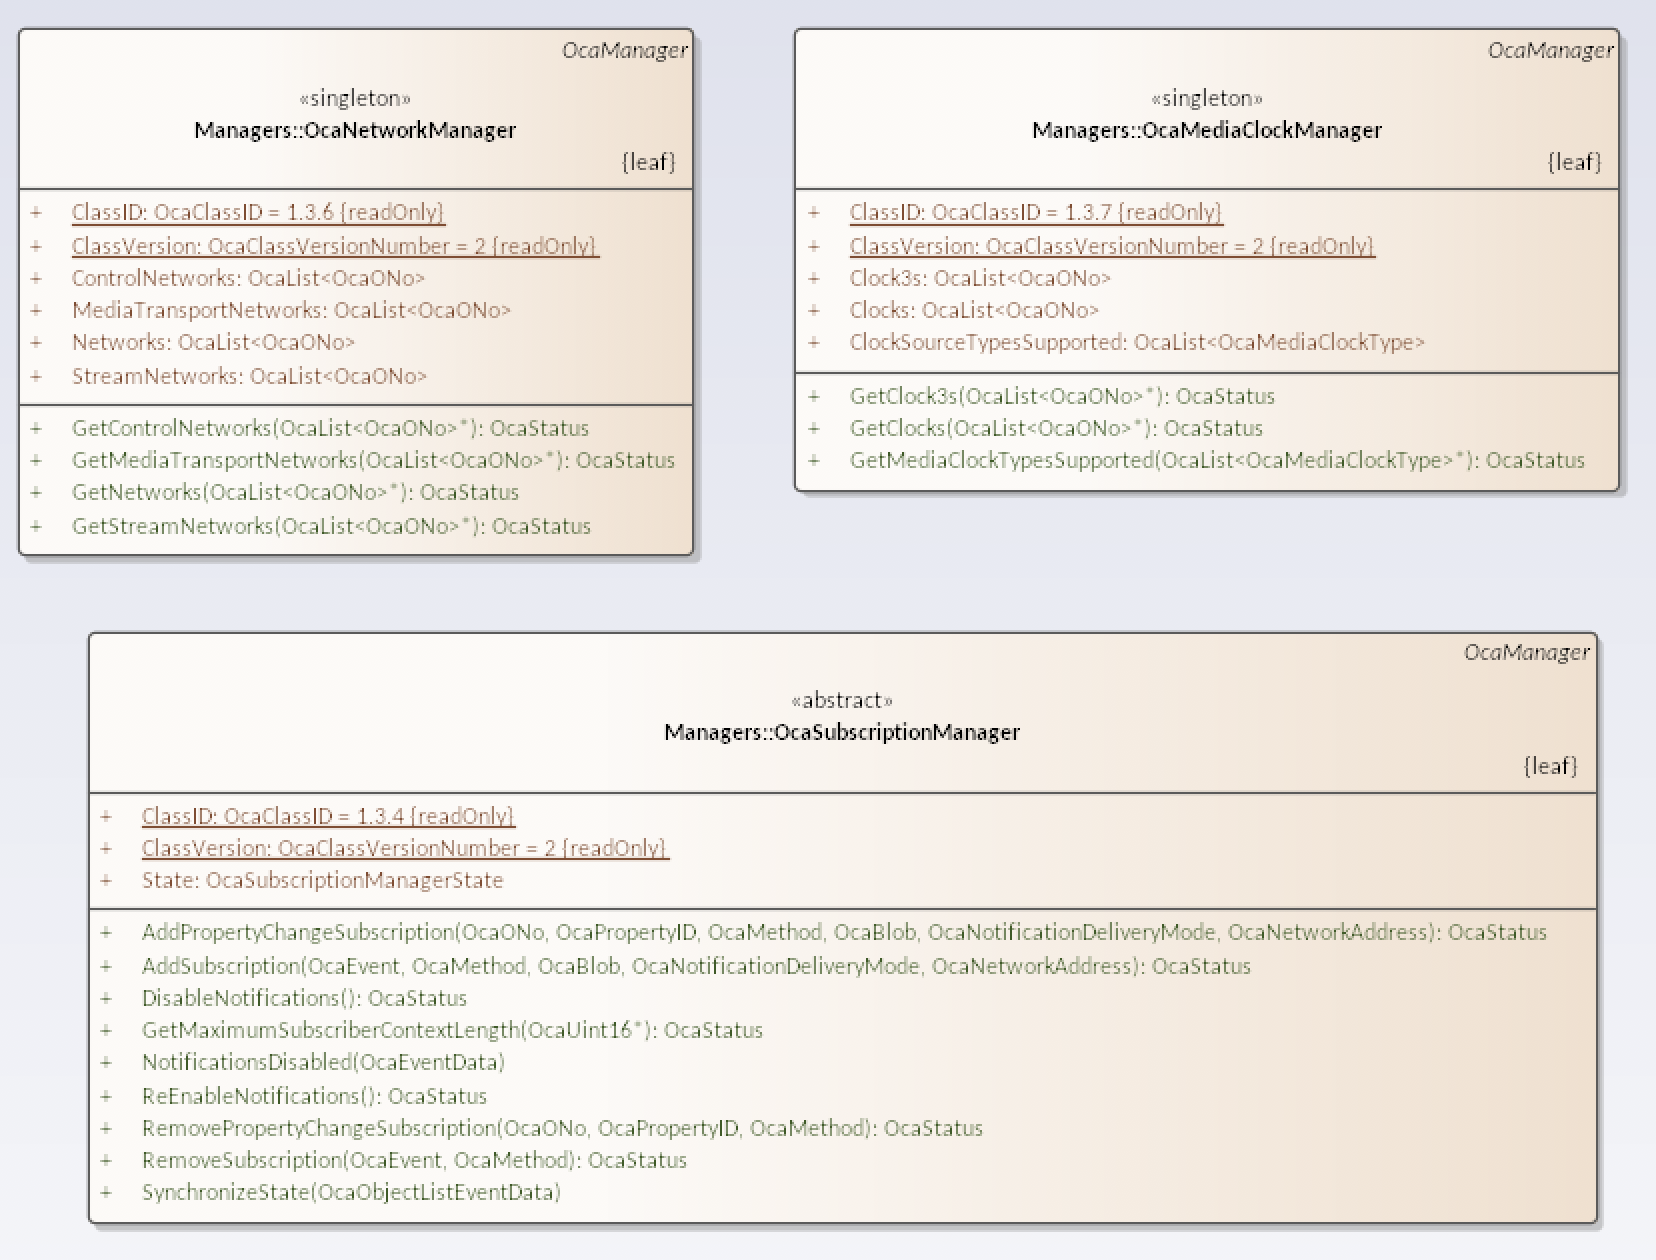 OcaManager
«singleton»
Managers::OcaNetworkManager
{leaf}
+ ClassID: OcaClassID = 1.3.6 {readOnly}
+ ClassVersion: OcaClassVersionNumber = 2 {readOnly}
+ ControlNetworks: OcaList<OcaONo>
+ MediaTransportNetworks: OcaList<OcaONo>
+ Networks: OcaList<OcaONo>
+ StreamNetworks: OcaList<OcaONo>
+ GetControlNetworks(OcaList<OcaONo>*): OcaStatus
+ GetMediaTransportNetworks(OcaList<OcaONo>*): OcaStatus
+ GetNetworks(OcaList<OcaONo>*): OcaStatus
+ GetStreamNetworks(OcaList<OcaONo>*): OcaStatus
OcaManager
«singleton»
Managers::OcaMediaClockManager
{leaf}
+ ClassID: OcaClassID = 1.3.7 {readOnly}
+ ClassVersion: OcaClassVersionNumber = 2 {readOnly}
+ Clock3s: OcaList<OcaONo>
+ Clocks: OcaList<OcaONo>
+ ClockSourceTypesSupported: OcaList<OcaMediaClockType>
+ GetClock3s(OcaList<OcaONo>*): OcaStatus
+ GetClocks(OcaList<OcaONo>*): OcaStatus
+ GetMediaClockTypesSupported(OcaList<OcaMediaClockType>*): OcaStatus
OcaManager
«abstract»
Managers::OcaSubscriptionManager
{leaf}
+ ClassID: OcaClassID = 1.3.4 {readOnly}
+ ClassVersion: OcaClassVersionNumber = 2 {readOnly}
+ State: OcaSubscriptionManagerState
+ AddPropertyChangeSubscription(OcaONo, OcaPropertyID, OcaMethod, OcaBlob, OcaNotificationDeliveryMode, OcaNetworkAddress): OcaStatus
+ AddSubscription(OcaEvent, OcaMethod, OcaBlob, OcaNotificationDeliveryMode, OcaNetworkAddress): OcaStatus
+ DisableNotifications(): OcaStatus
+ GetMaximumSubscriberContextLength(OcaUint16*): OcaStatus
+ NotificationsDisabled(OcaEventData)
+ ReEnableNotifications(): OcaStatus
+ RemovePropertyChangeSubscription(OcaONo, OcaPropertyID, OcaMethod): OcaStatus
+ RemoveSubscription(OcaEvent, OcaMethod): OcaStatus
+ SynchronizeState(OcaObjectListEventData)